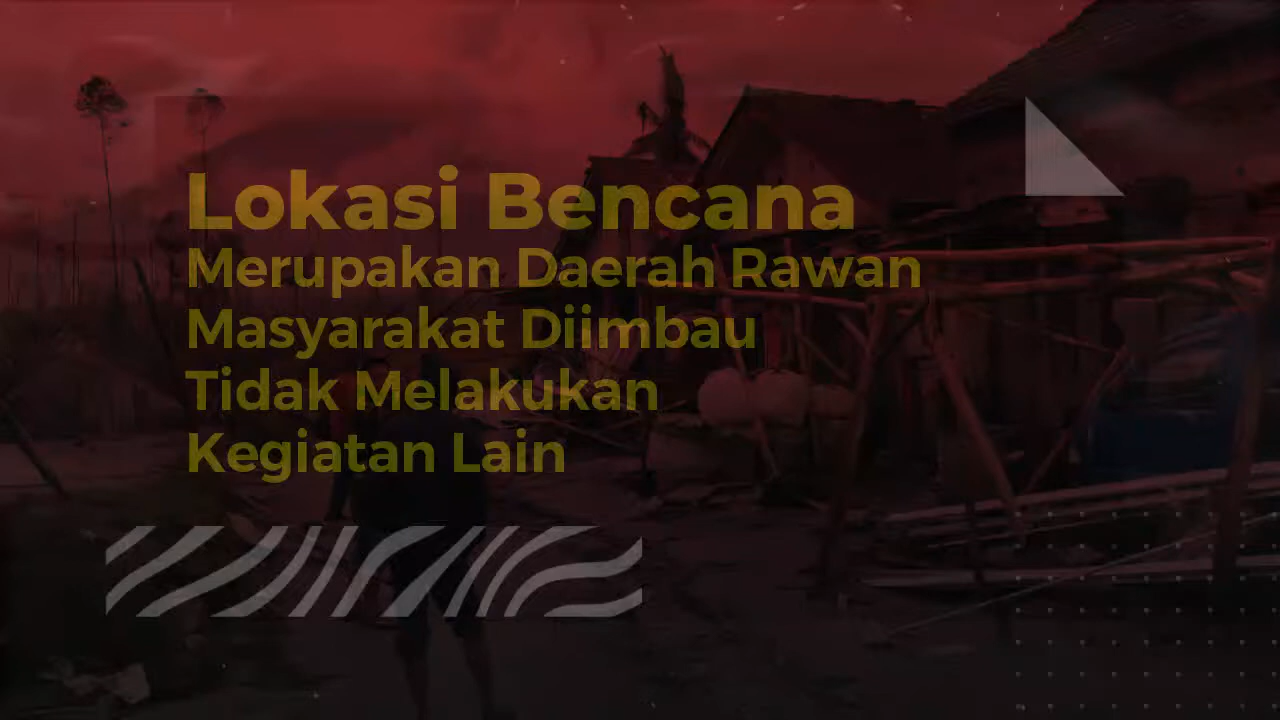 Lokasi Bencana
Merupakan Daerah Rawan
Masyarakat Diimbau
Tidak Melakukan
Kegiatan Lain